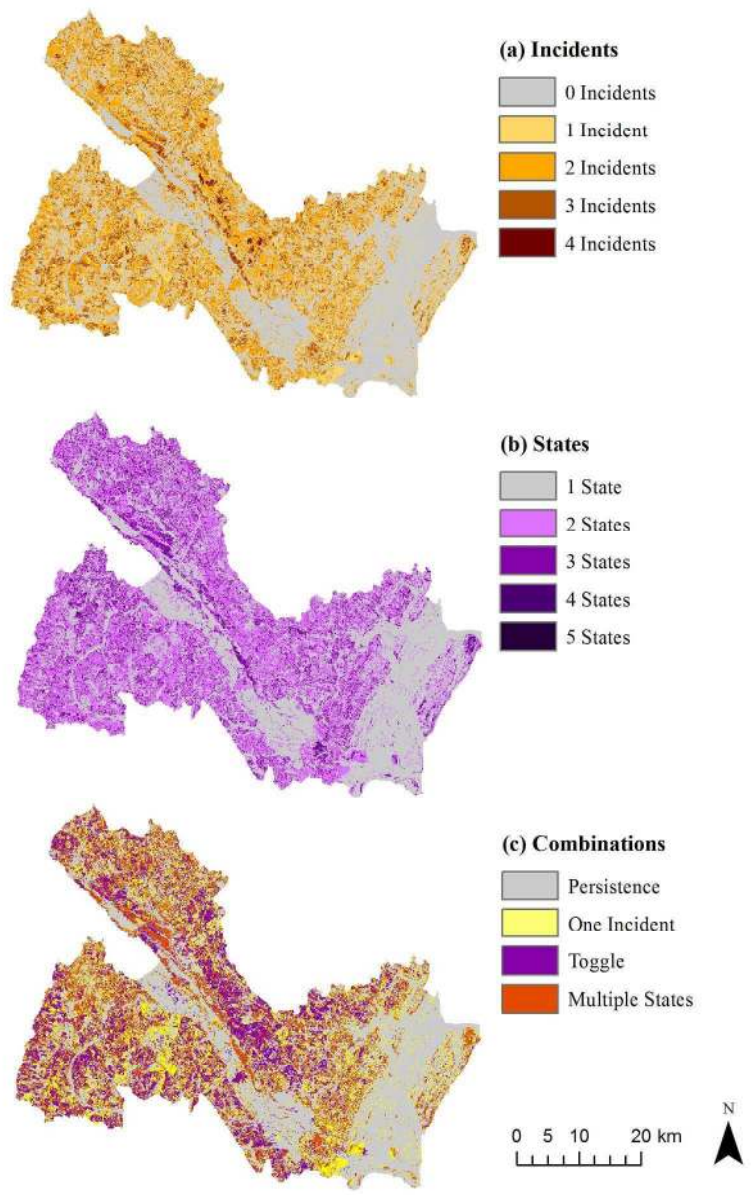 (a) Incidents
0 Incidents
1 Incident
2 Incidents
3 Incidents
4 Incidents
(b) States
1 State
2 States
3 States
4 States
5 States
(c) Combinations
Persistence
One Incident
Toggle
Multiple States
N
0 5 10 20 km